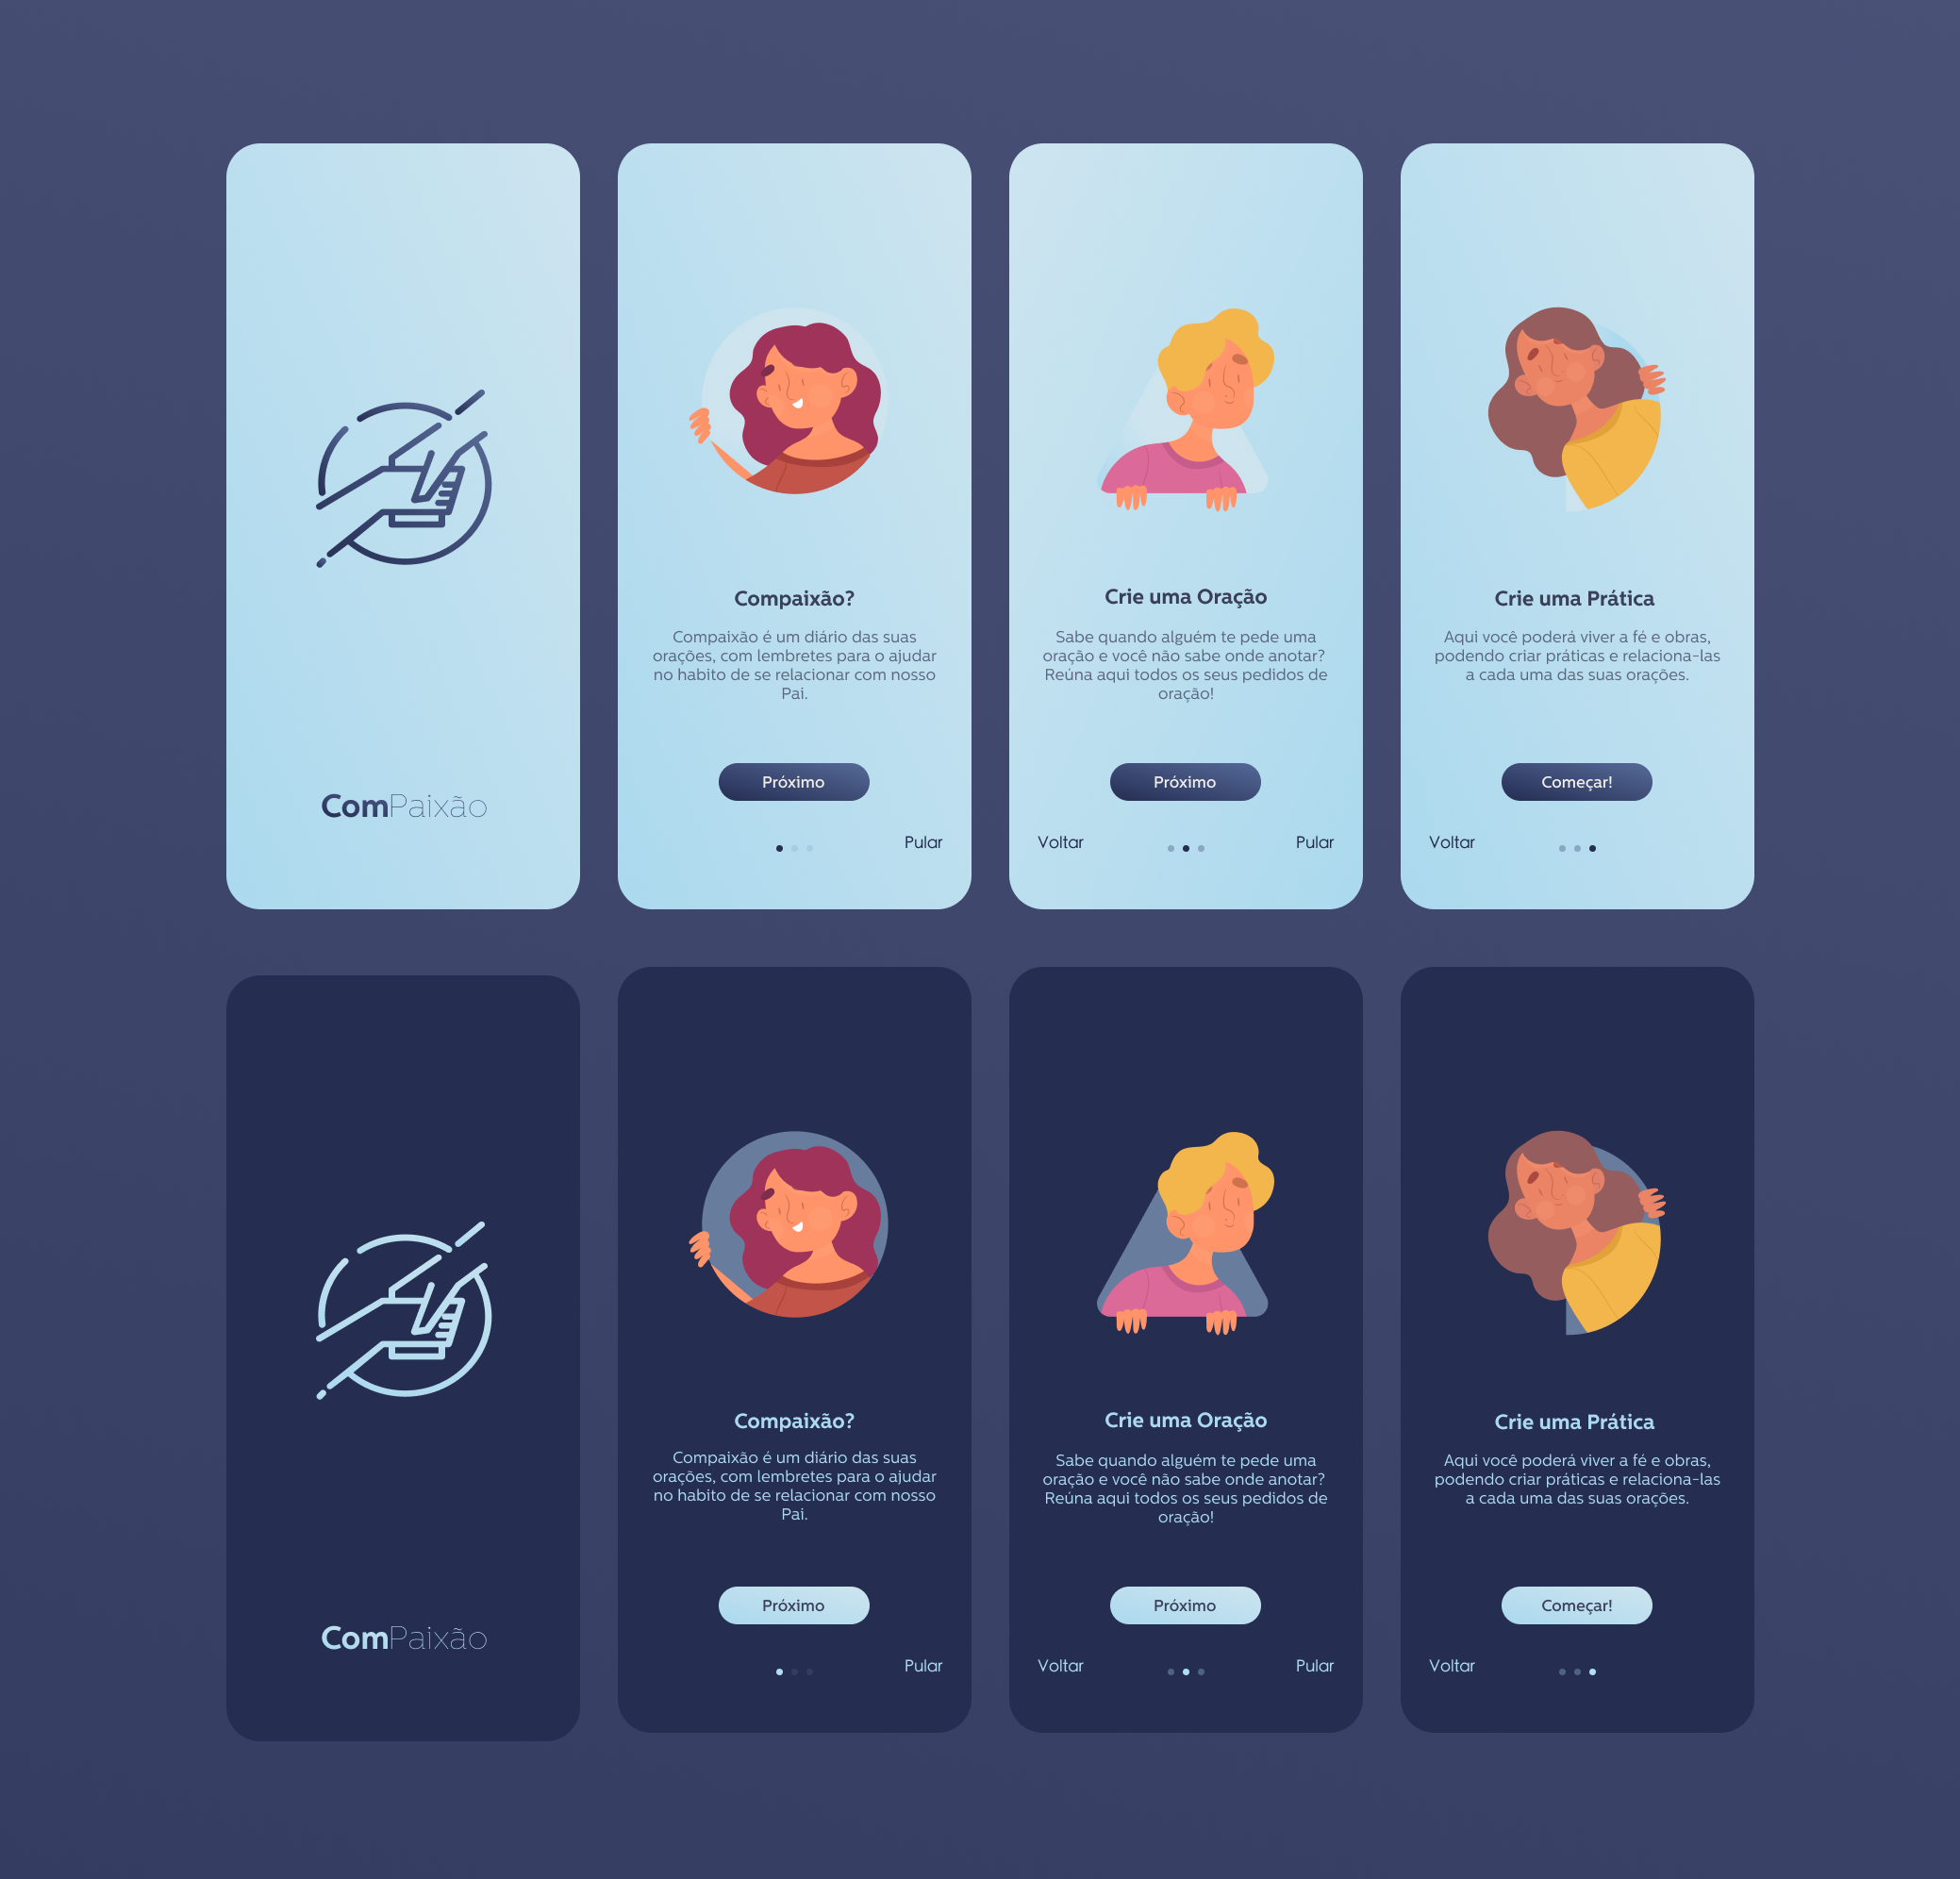 ComPaixão
Compaixão?
Compaixão é um diário das suas
orações, com lembretes para o ajudar
no habito de se relacionar com nosso
Pai.
Próximo
Pular
Crie uma Oração
Sabe quando alguém te pede uma
oração e você não sabe onde anotar?
Reúna aqui todos os seus pedidos de
oração!
Próximo
Voltar
Pular
Crie uma Prática
Aqui você poderá viver a fé e obras,
podendo criar práticas e relaciona-las
a cada uma das suas orações.
Começar!
Voltar
ComPaixão
Compaixão?
Compaixão é um diário das suas
orações, com lembretes para o ajudar
no habito de se relacionar com nosso
Pai.
Próximo
Pular
Crie uma Oração
Sabe quando alguém te pede uma
oração e você não sabe onde anotar?
Reúna aqui todos os seus pedidos de
oração!
Próximo
Voltar
Pular
Crie uma Prática
Aqui você poderá viver a fé e obras,
podendo criar práticas e relaciona-las
a cada uma das suas orações.
Começar!
Voltar